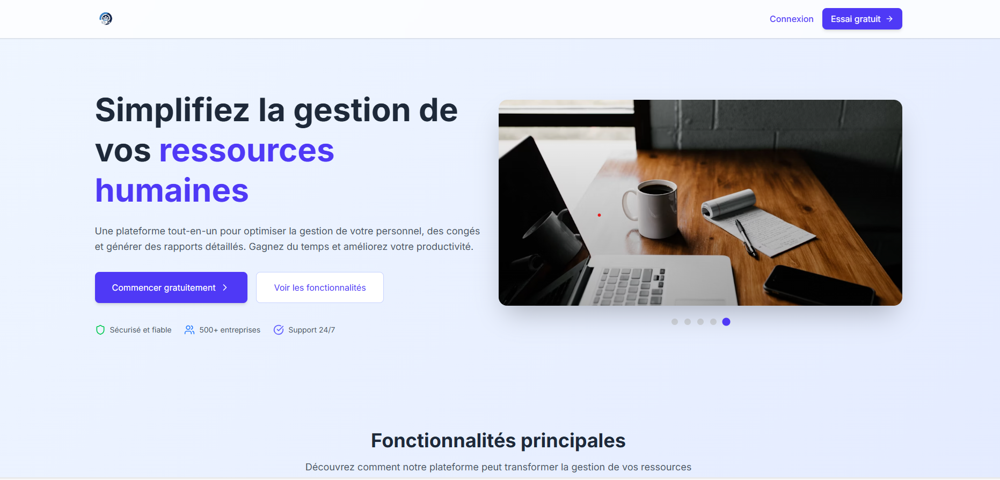 Connexion
Essai gratuit
Simplifiez la gestion de
vos ressources
humaines
Une plateforme tout-en-un pour optimiser la gestion de votre personnel, des congés
et générer des rapports détaillés. Gagnez du temps et améliorez votre productivité.
Commencer gratuitement
Voir les fonctionnalités
Sécurisé et fiable
500+ entreprises
Support 24/7
Fonctionnalités principales
Découvrez comment notre plateforme peut transformer la gestion de vos ressources